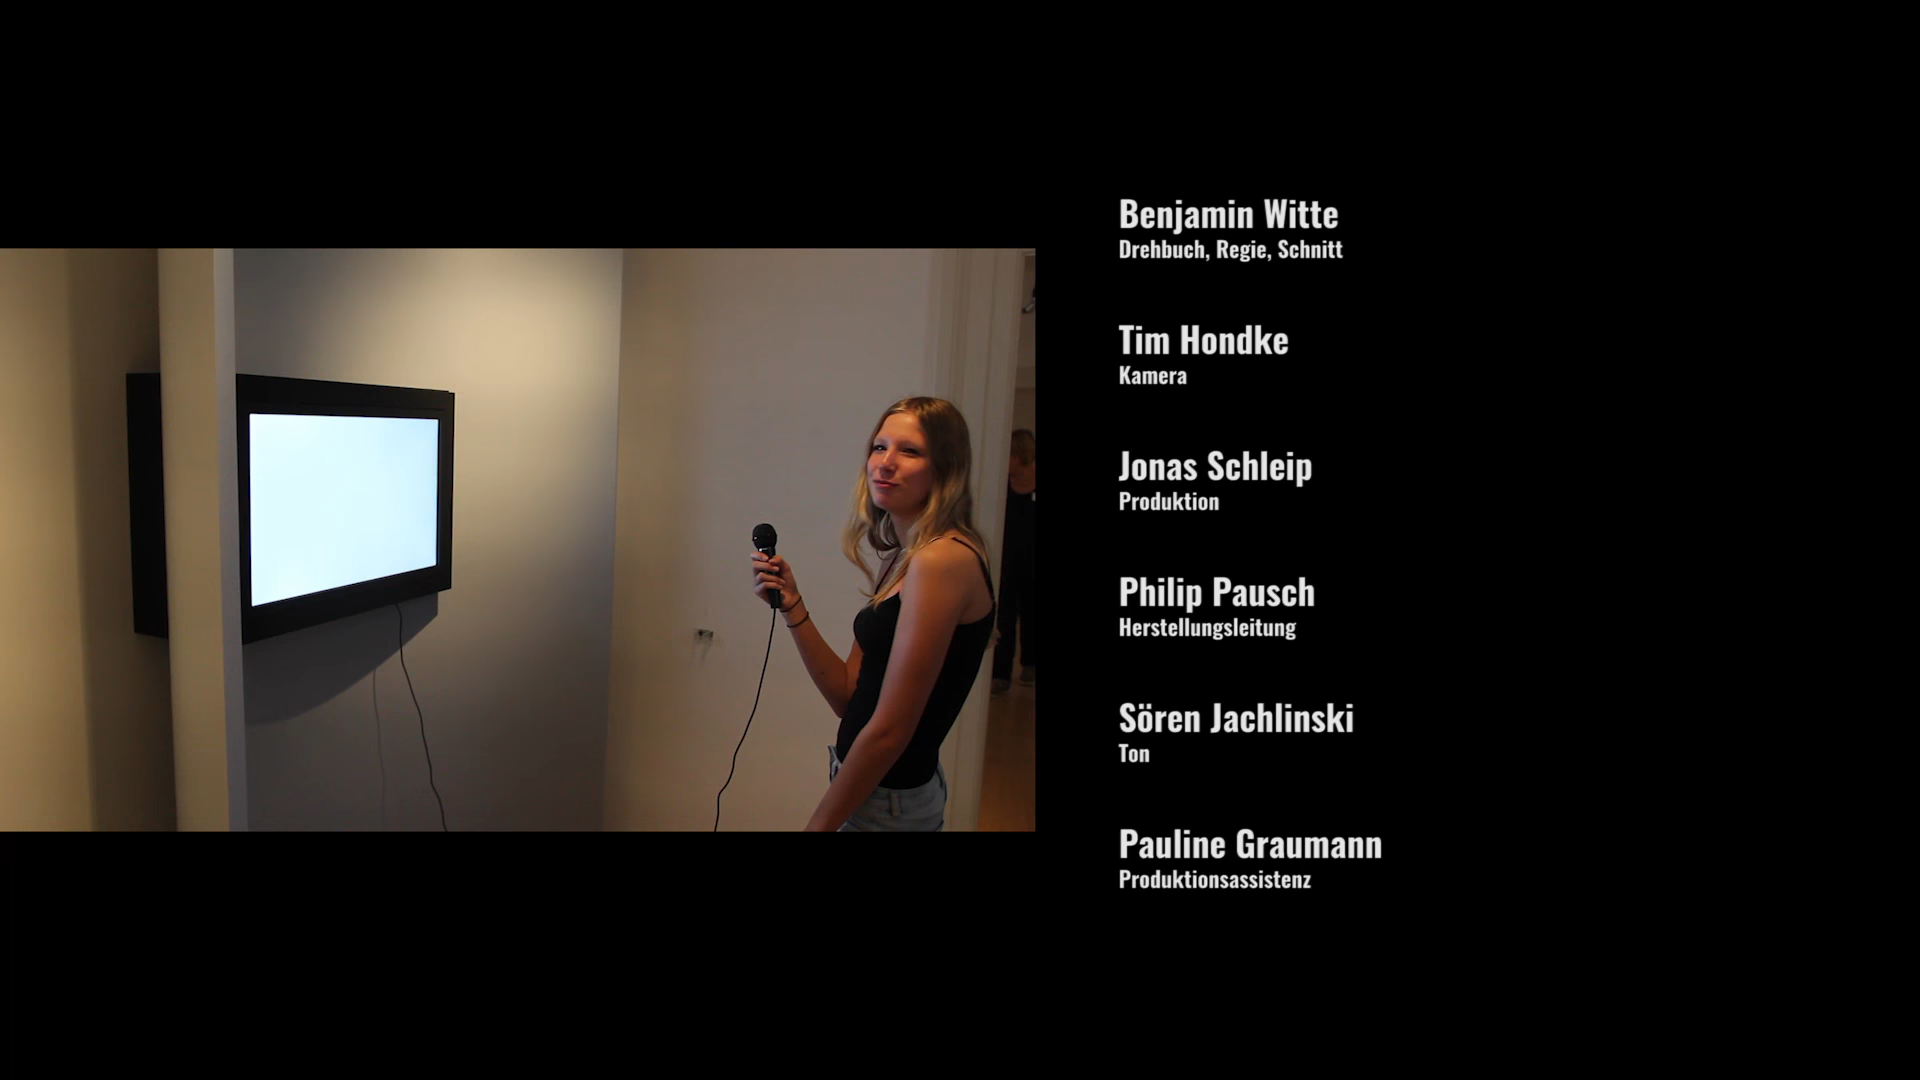 Benjamin Witte
Drehbuch, Regie, Schnitt
Tim Hondke
Kamera
Jonas Schleip
Produktion
Philip Pausch
Herstellungsleitung
Sören Jachlinski
Ton
Pauline Graumann
Produktionsassistenz